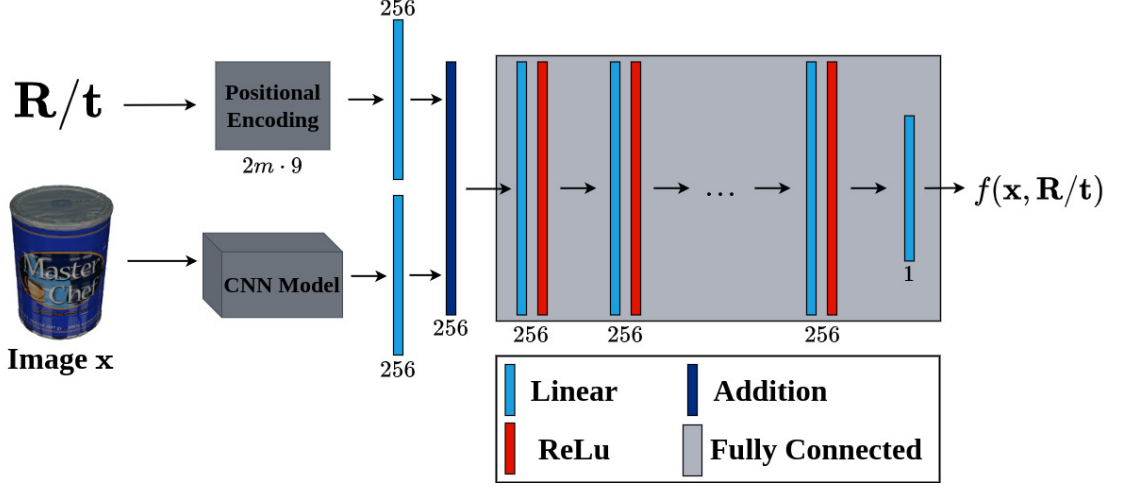 256
R/t
Positional
Encoding
2m · 9
Master
Chef
CNN Model
Image x
256
256
256
256
...
256
1
f(x, R/t)
Linear
Addition
ReLu
Fully Connected